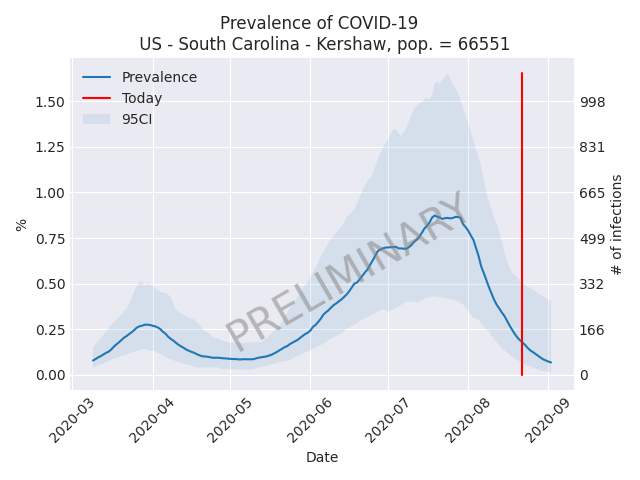 Prevalence of COVID-19
US - South Carolina - Kershaw, pop. = 66551
Prevalence
Today
95CI
PRELIMINARY
%
1.50
1.25
1.00
0.75
0.50
0.25
0.00
998
831
665
499
332
166
0
# of infections
2020-03
2020-04
2020-05
2020-06
2020-07
2020-08
2020-09
Date